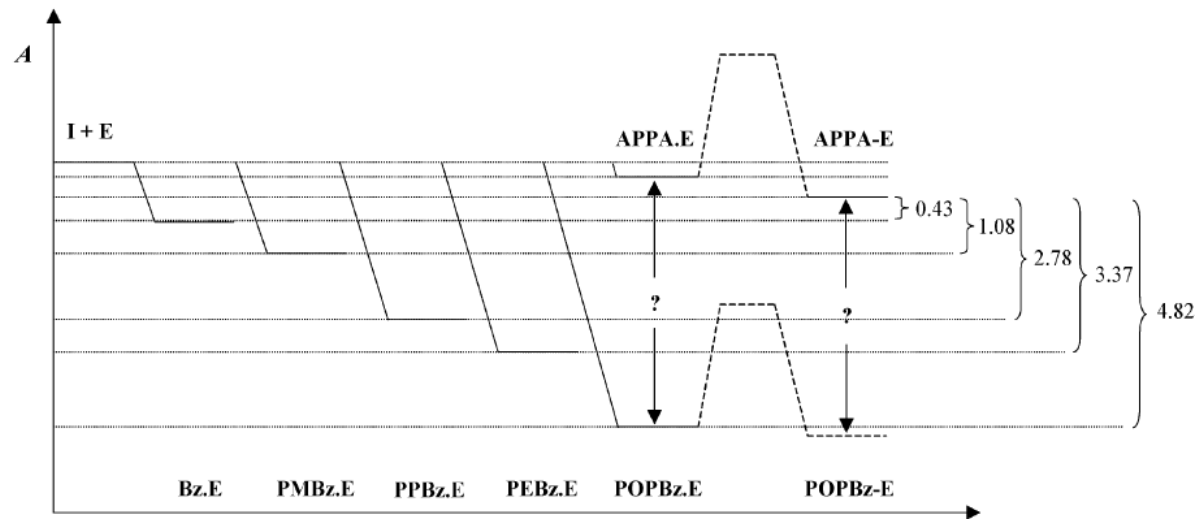 A
I + E
APPA.E
APPA-E
0.43
1.08
2.78
3.37
4.82
?
?
Bz.E
PMBz.E
PPBz.E
PEBz.E
POPBz.E
POPBz-E